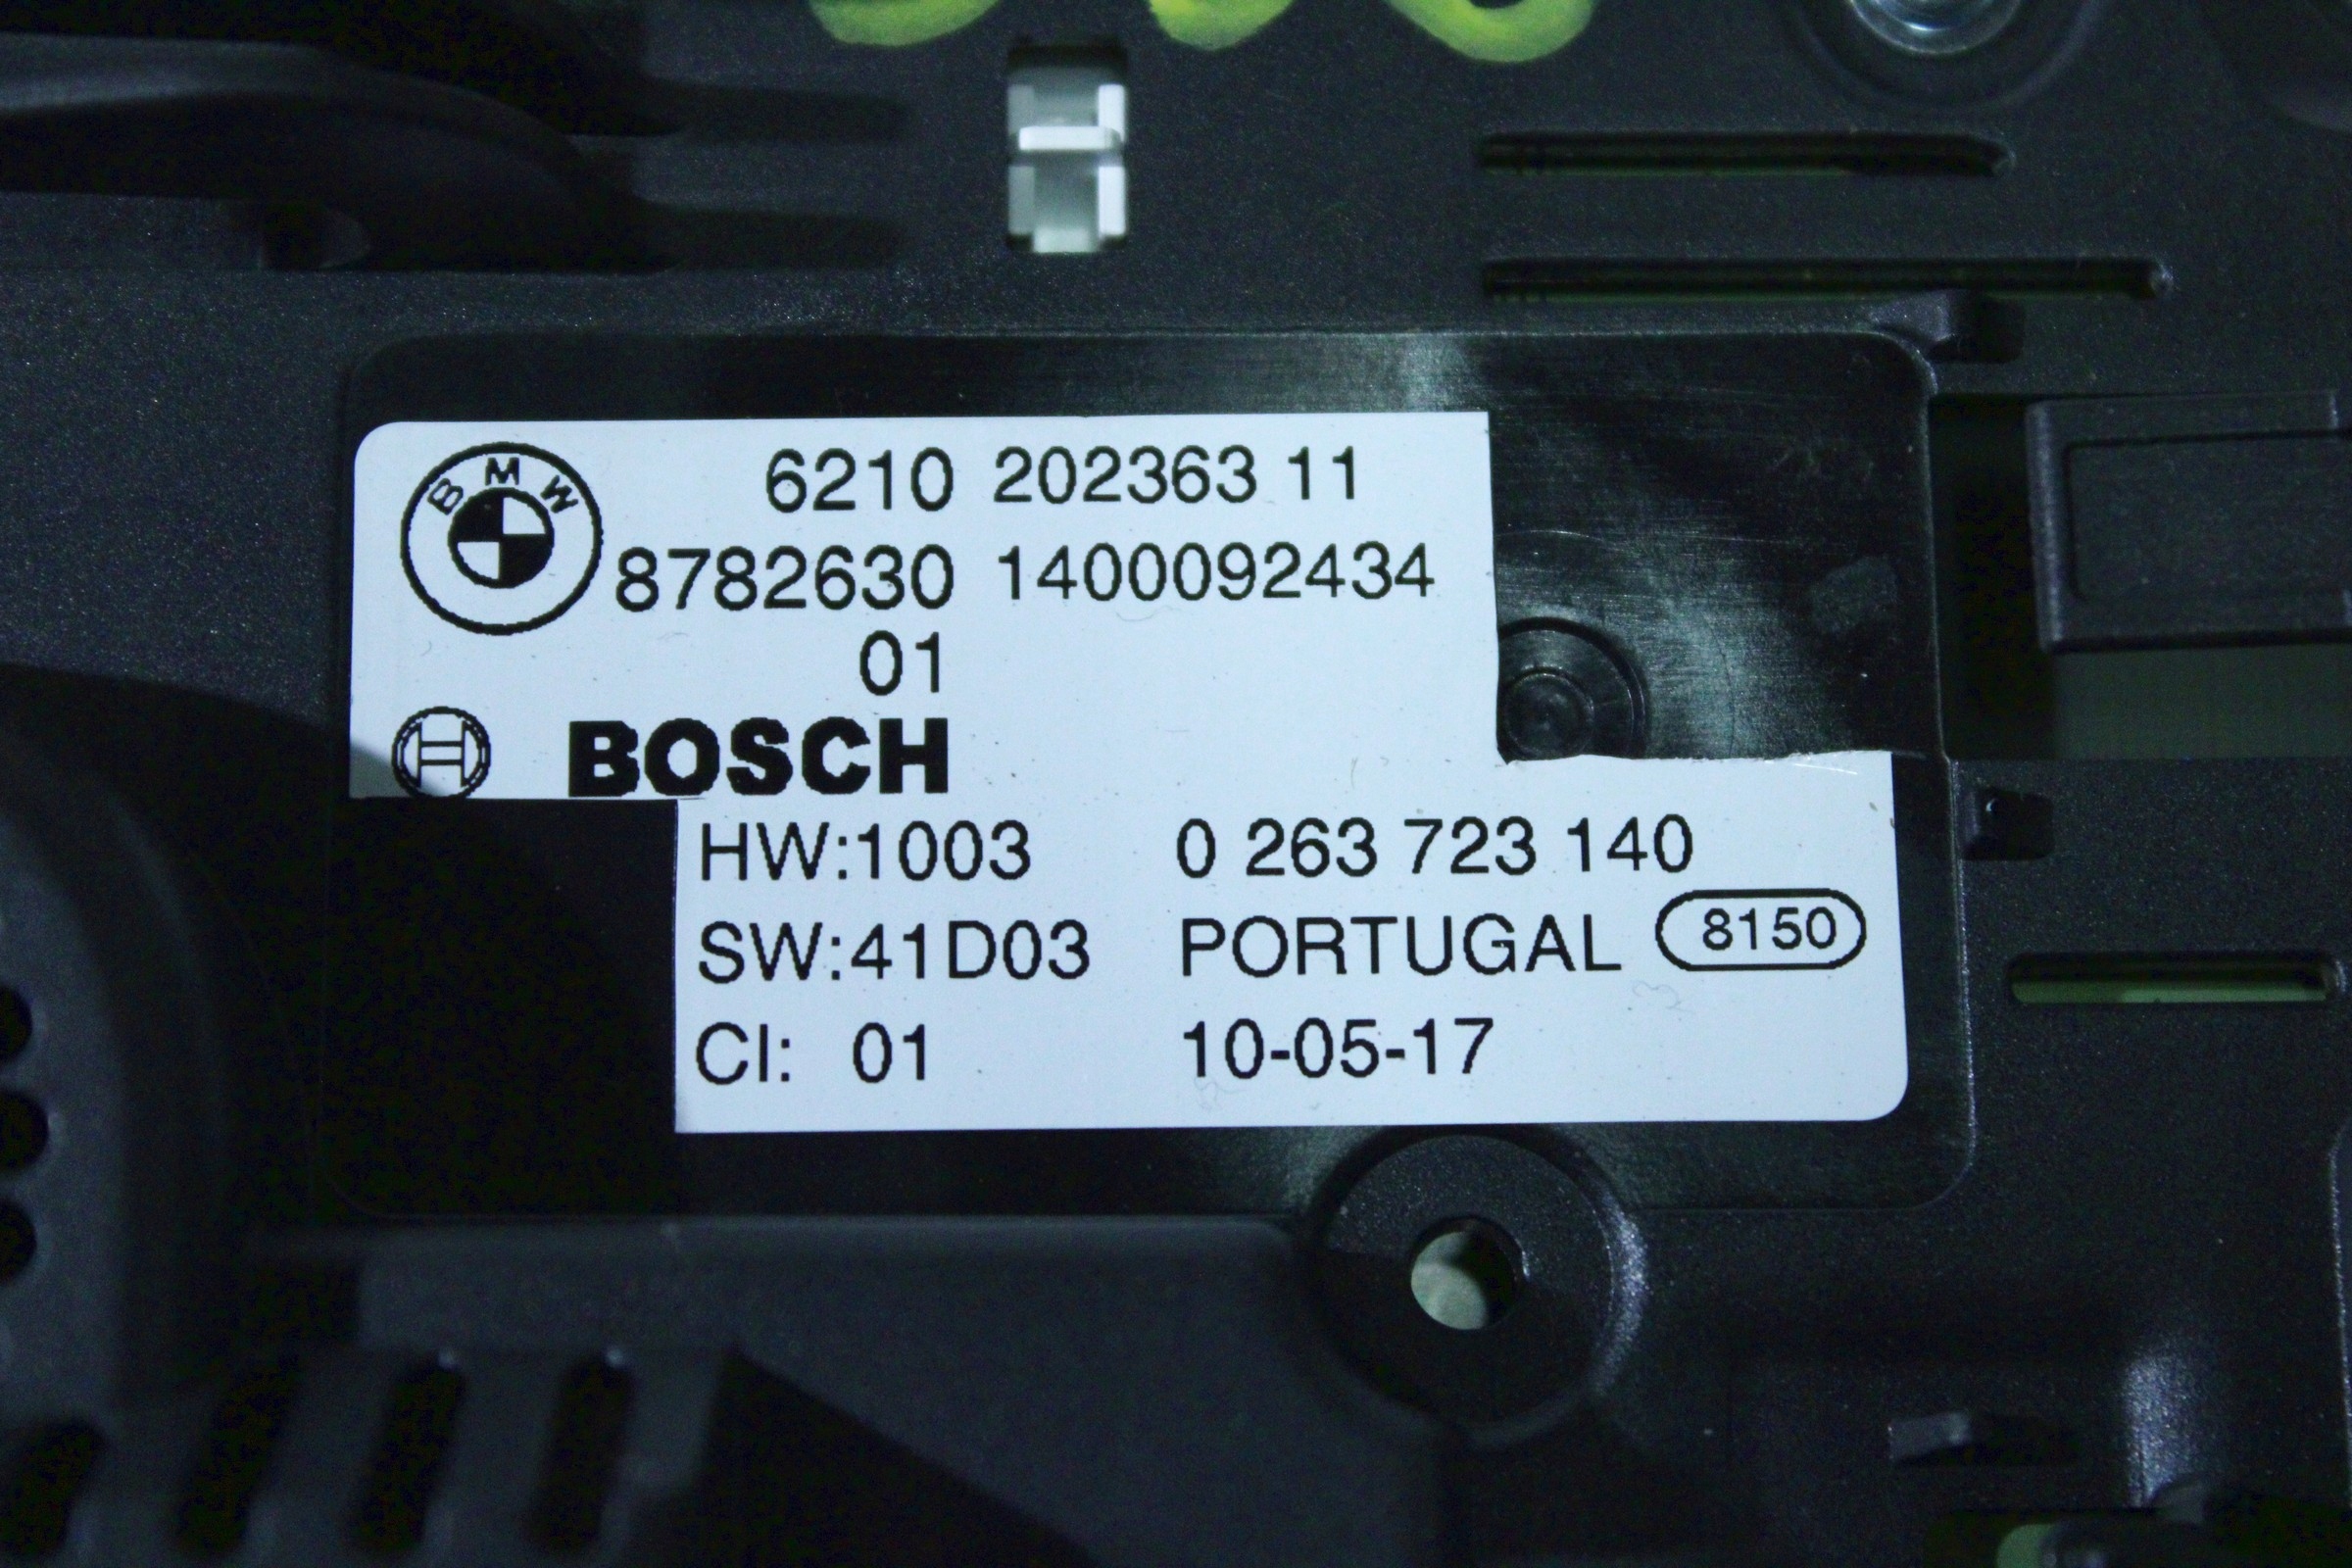 BMW
6210 202363 11
8782630 1400092434
01
BOSCH
HW:1003 0 263 723 140
SW:41D03 PORTUGAL 8150
CI: 01 10-05-17